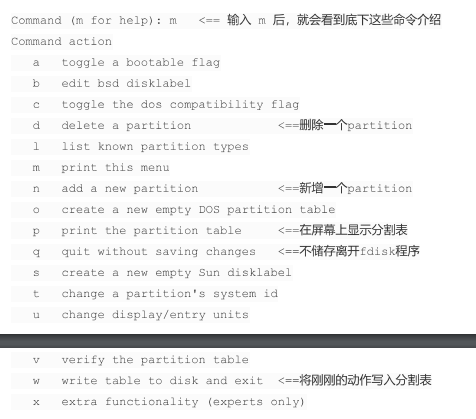 Command (m for help): m   <== 输入 m 后，就会看到底下这些命令介绍
Command action
   a   toggle a bootable flag
   b   edit bsd disklabel
   c   toggle the dos compatibility flag
   d   delete a partition            <==删除一个partition
   l   list known partition types
   m   print this menu
   n   add a new partition           <==新增一个partition
   o   create a new empty DOS partition table
   p   print the partition table     <==在屏幕上显示分割表
   q   quit without saving changes   <==不储存离开fdisk程序
   s   create a new empty Sun disklabel
   t   change a partition's system id
   u   change display/entry units
   v   verify the partition table
   w   write table to disk and exit  <==将刚刚的动作写入分割表
   x   extra functionality (experts only)